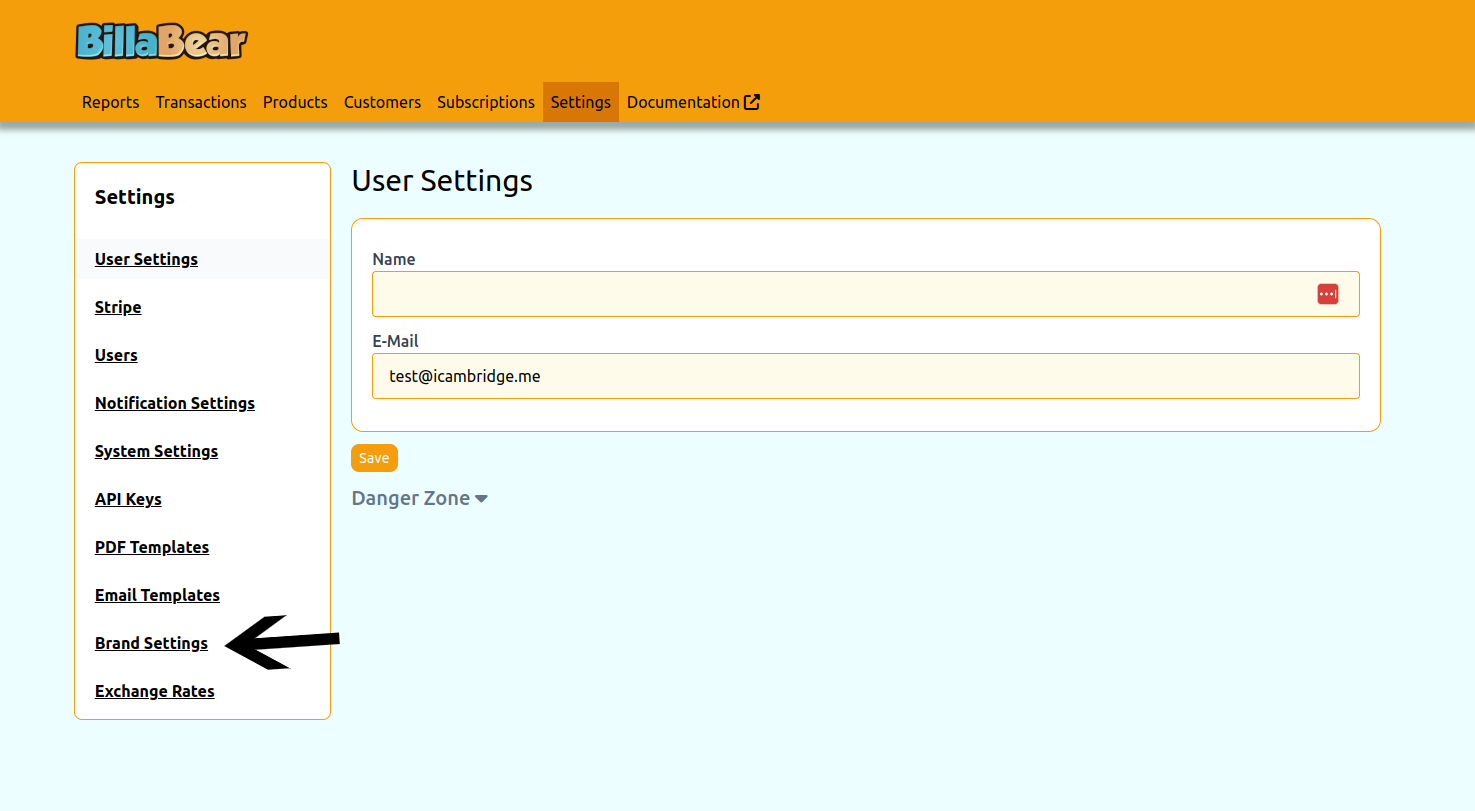 BillaBear
Reports Transactions Products Customers Subscriptions Settings Documentation
Settings
User Settings
Stripe
Users
Notification Settings
System Settings
API Keys
PDF Templates
Email Templates
Brand Settings
Exchange Rates
User Settings
Name
E-Mail
test@icambridge.me
Save
Danger Zone